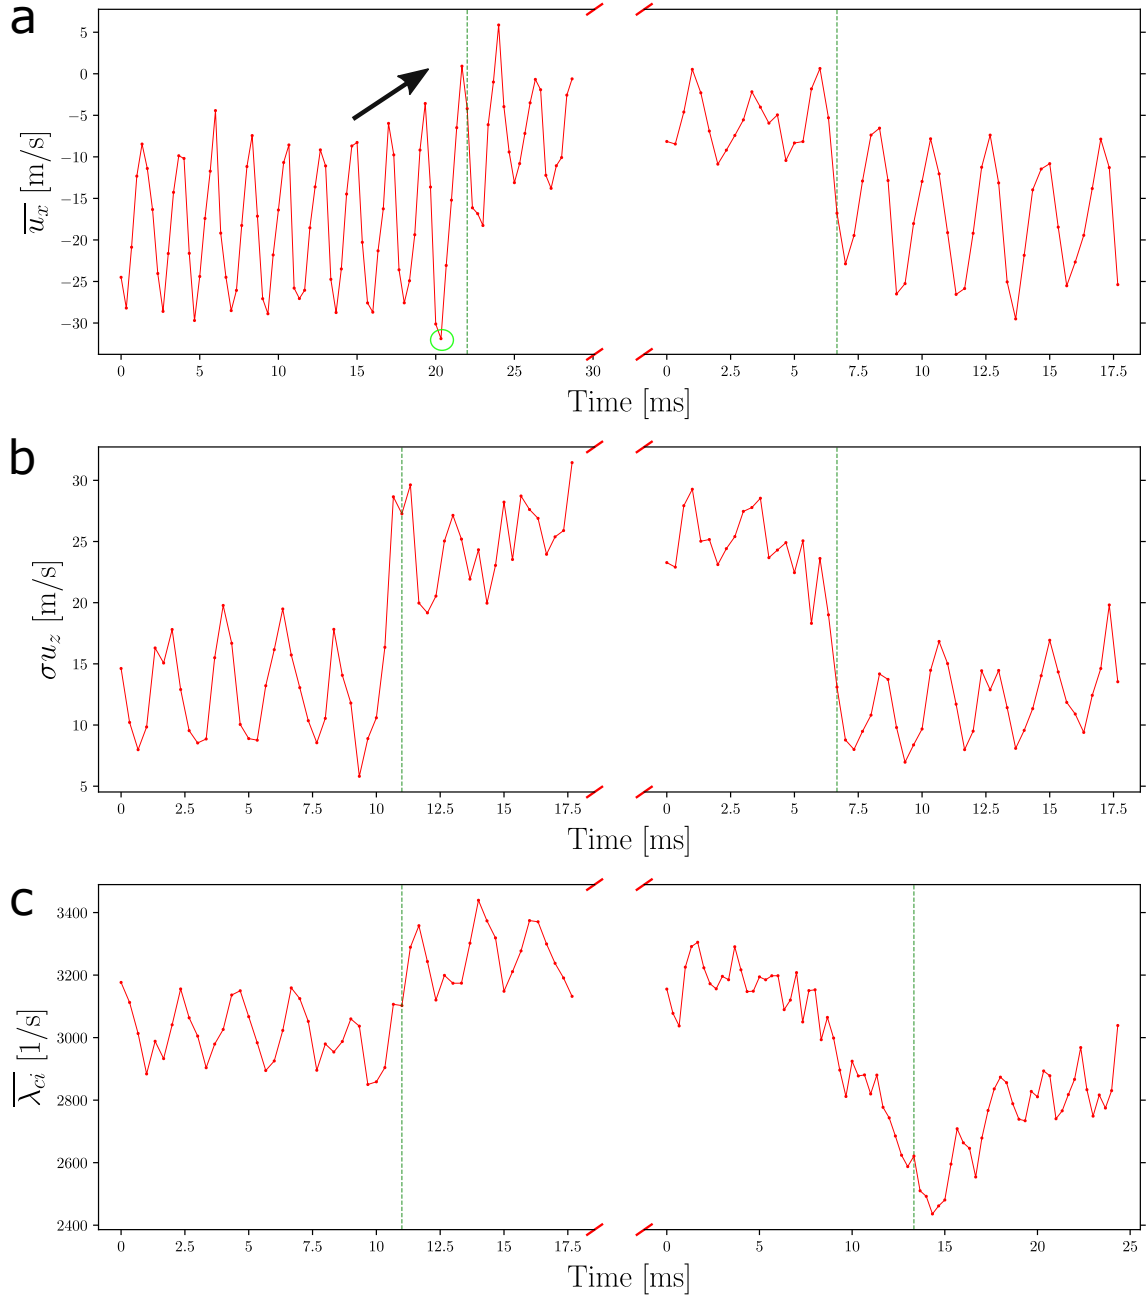 a
5
0
−5
−10
−15
−20
−25
−30
$\overline{u_x}$ [m/s]
0 5 10 15 20 25 30
0 2.5 5 7.5 10 12.5 15 17.5
Time [ms]
b
30
25
20
15
10
5
$\sigma u_z$ [m/s]
0 2.5 5 7.5 10 12.5 15 17.5
0 2.5 5 7.5 10 12.5 15 17.5
Time [ms]
c
3400
3200
3000
2800
2600
2400
$\overline{\lambda_{ci}}$ [1/s]
0 2.5 5 7.5 10 12.5 15 17.5
0 5 10 15 20 25
Time [ms]